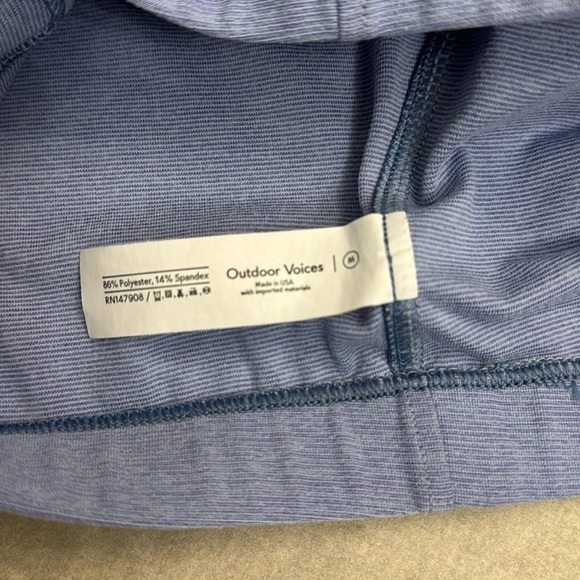 86% Polyester, 14% Spandex
RN147908 /
Outdoor Voices | M
Made in USA
with imported materials